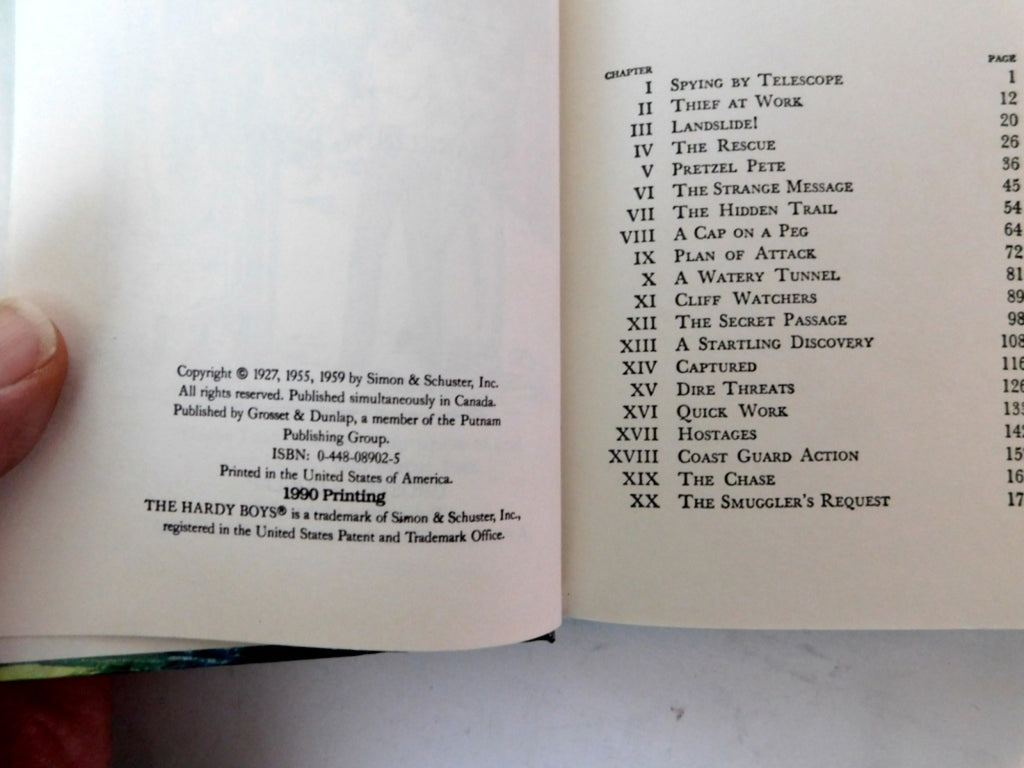 Copyright © 1927, 1955, 1959 by Simon & Schuster, Inc.
All rights reserved. Published simultaneously in Canada.
Published by Grosset & Dunlap, a member of the Putnam
Publishing Group.
ISBN: 0-448-08902-5
Printed in the United States of America.
1990 Printing
THE HARDY BOYS® is a trademark of Simon & Schuster, Inc.,
registered in the United States Patent and Trademark Office.
CHAPTER PAGE
I SPYING BY TELESCOPE 1
II THIEF AT WORK 12
III LANDSLIDE! 20
IV THE RESCUE 26
V PRETZEL PETE 36
VI THE STRANGE MESSAGE 45
VII THE HIDDEN TRAIL 54
VIII A CAP ON A PEG 64
IX PLAN OF ATTACK 72
X A WATERY TUNNEL 81
XI CLIFF WATCHERS 89
XII THE SECRET PASSAGE 98
XIII A STARTLING DISCOVERY 108
XIV CAPTURED 116
XV DIRE THREATS 126
XVI QUICK WORK
XVII HOSTAGES
XVIII COAST GUARD ACTION
XIX THE CHASE
XX THE SMUGGLER'S REQUEST